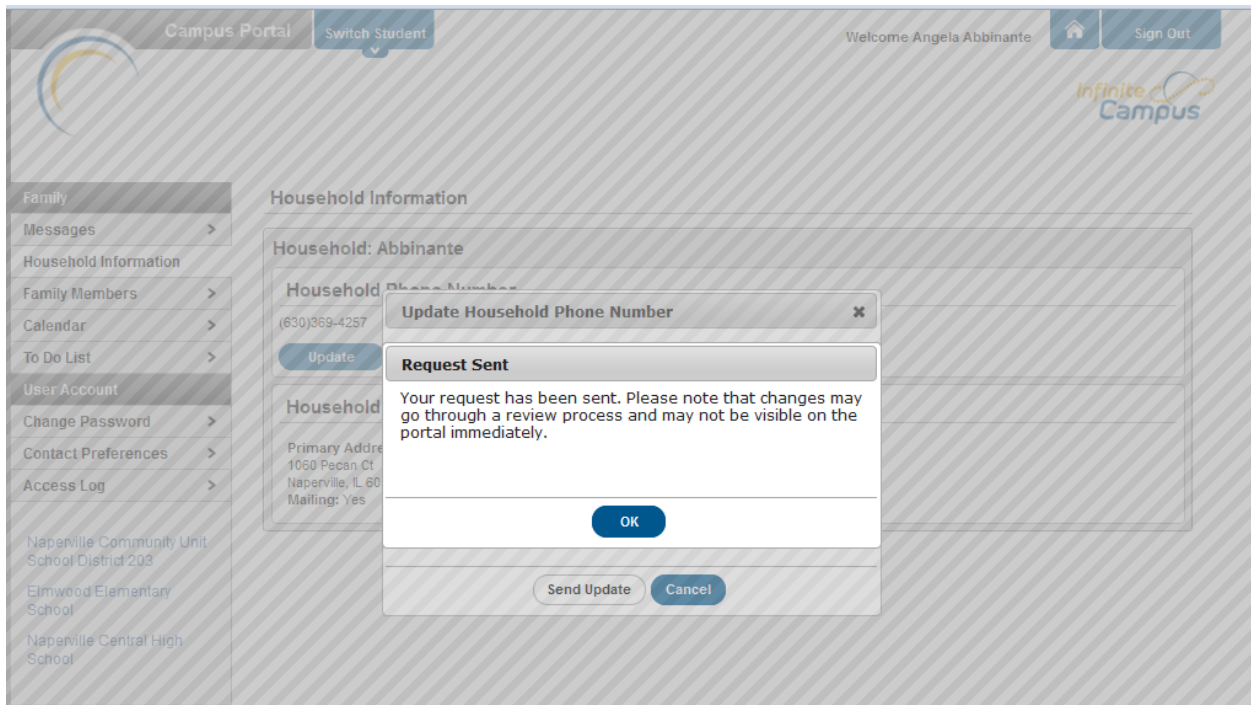 Campus Portal
Switch Student
Welcome Angela Abbinante
Sign Out
Infinite
Campus
Family
Messages
Household Information
Family Members
Calendar
To Do List
User Account
Change Password
Contact Preferences
Access Log
Naperville Community Unit
School District 203
Elmwood Elementary
School
Naperville Central High
School
Household Information
Household: Abbinante
Household Phone Number
(630)369-4257
Update
Household
Primary Addre
1060 Pecan Ct
Naperville, IL 60
Mailing: Yes
Update Household Phone Number
Request Sent
Your request has been sent. Please note that changes may
go through a review process and may not be visible on the
portal immediately.
OK
Send Update
Cancel